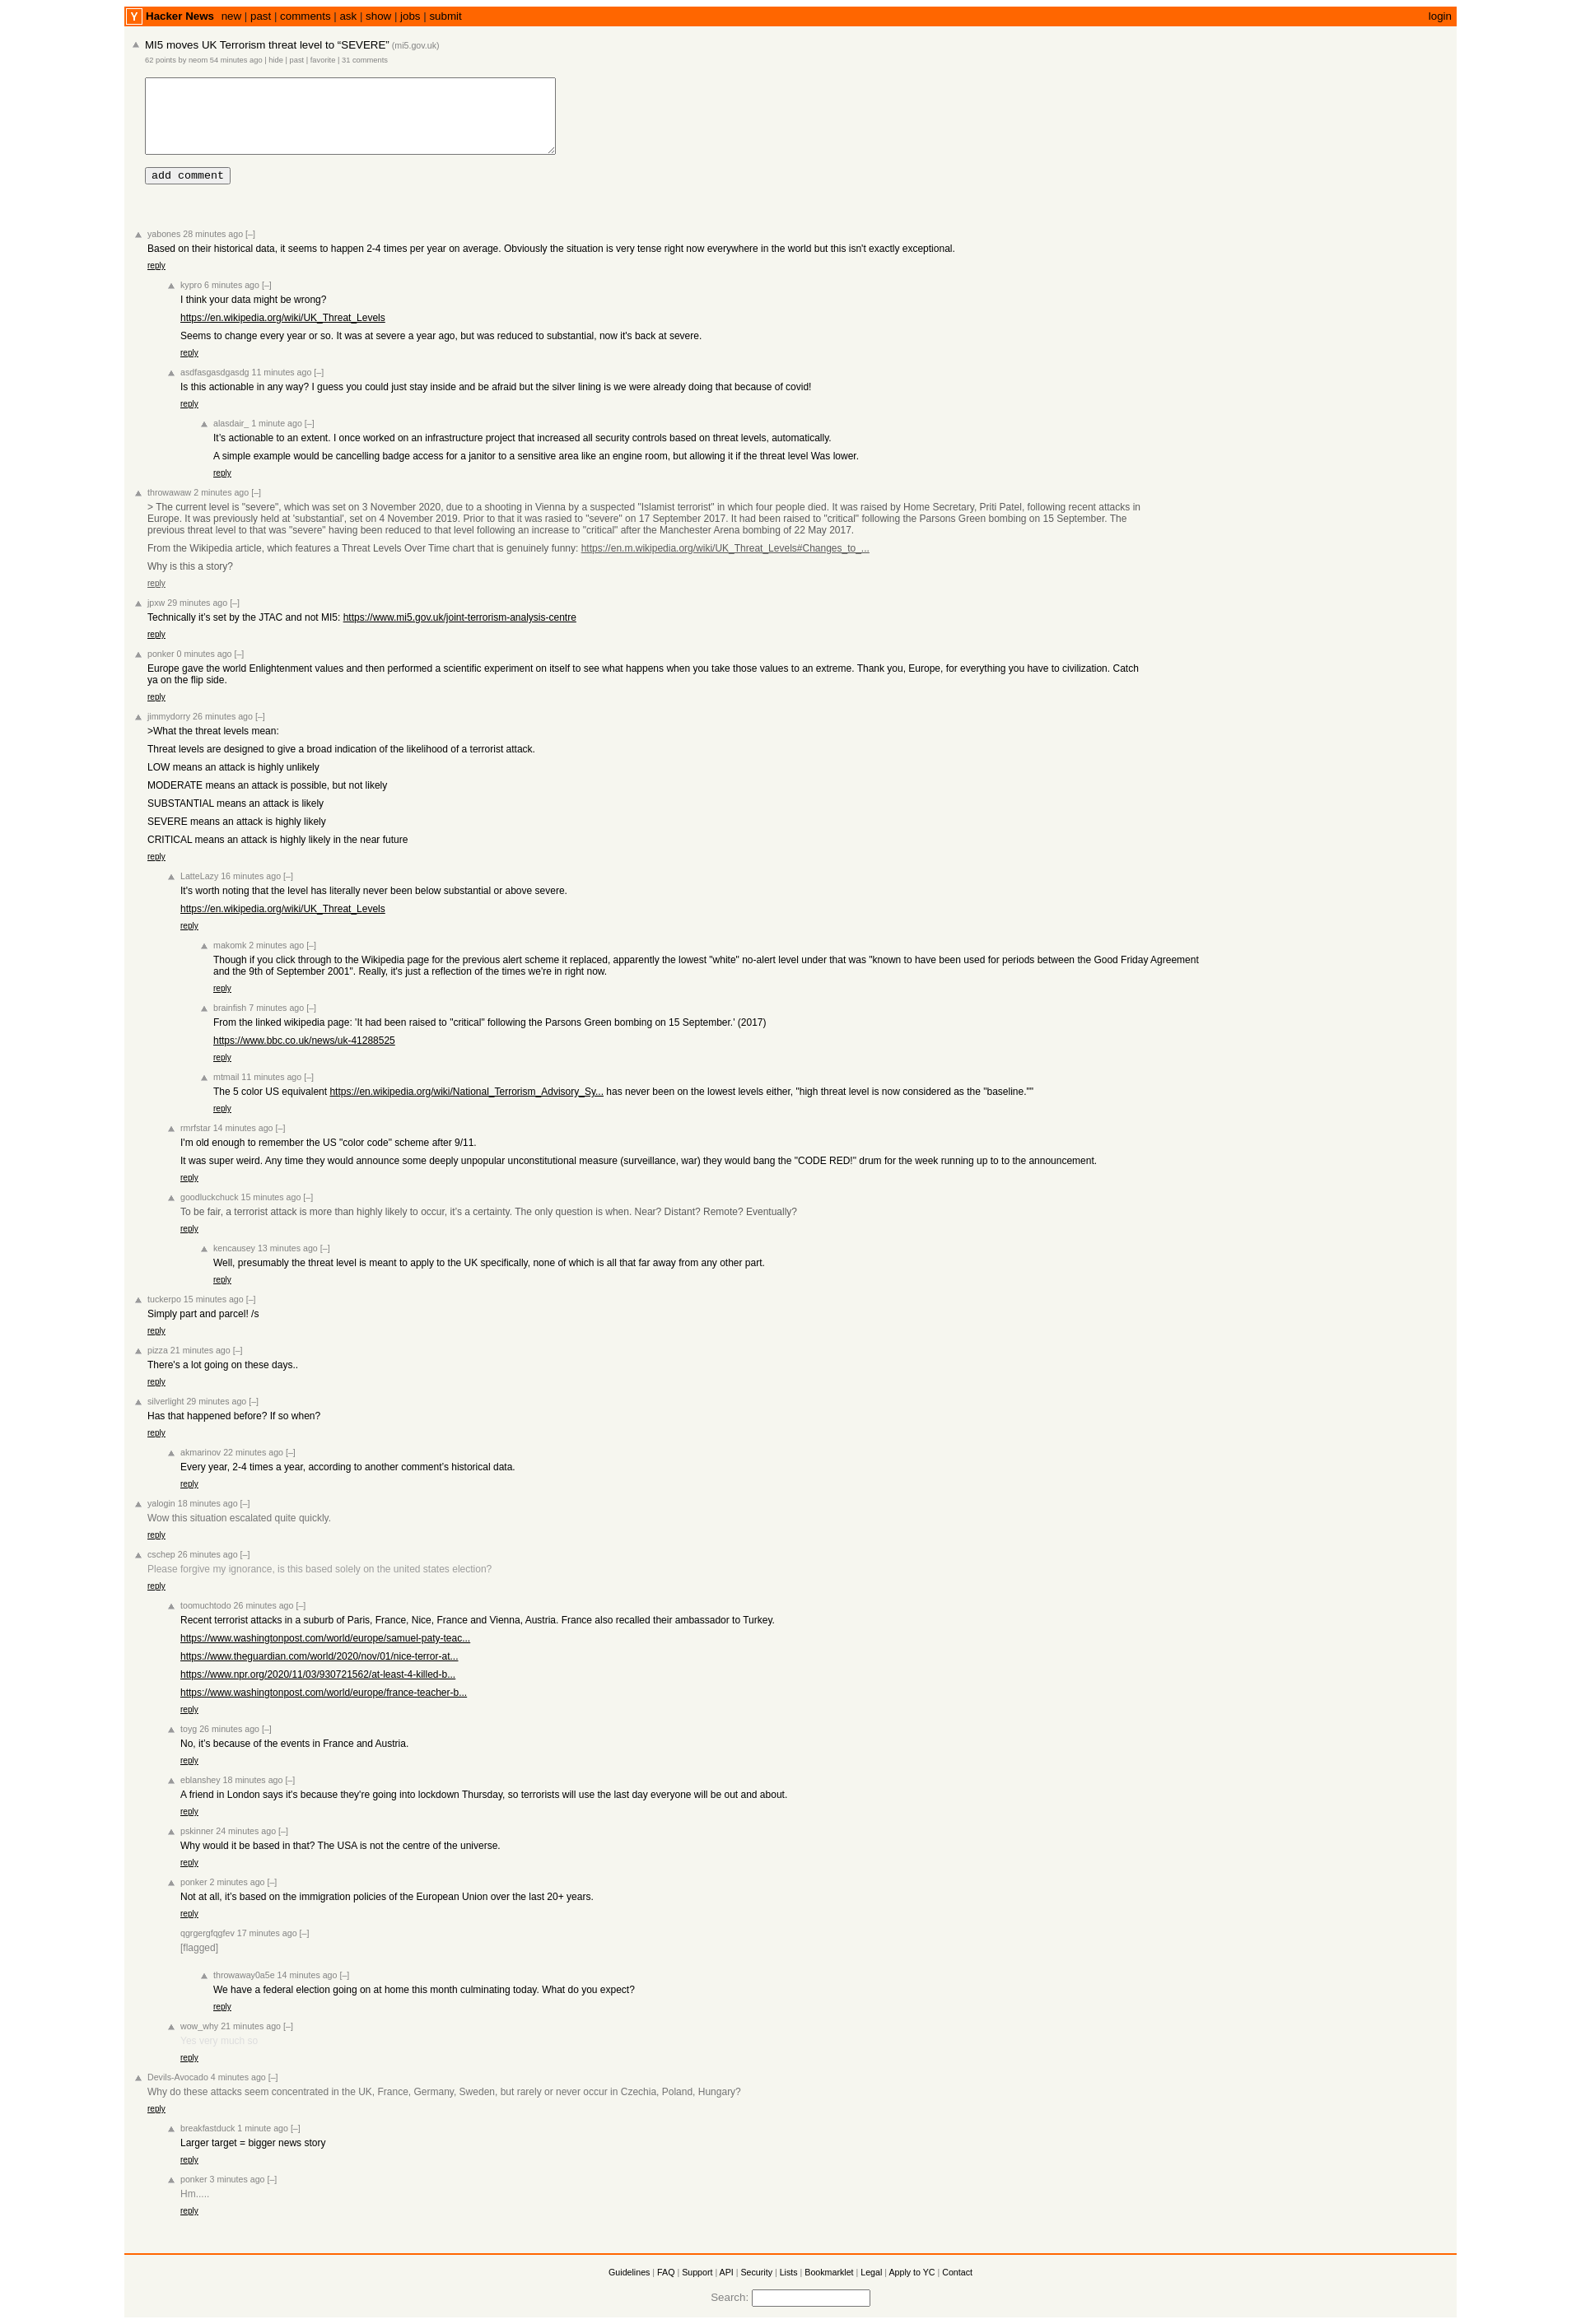 Y Hacker News new | past | comments | ask | show | jobs | submit login
MI5 moves UK Terrorism threat level to “SEVERE” (mi5.gov.uk)
62 points by neom 54 minutes ago | hide | past | favorite | 31 comments
add comment
yabones 28 minutes ago [–]
Based on their historical data, it seems to happen 2-4 times per year on average. Obviously the situation is very tense right now everywhere in the world but this isn't exactly exceptional.
reply
kypro 6 minutes ago [–]
I think your data might be wrong?
https://en.wikipedia.org/wiki/UK_Threat_Levels
Seems to change every year or so. It was at severe a year ago, but was reduced to substantial, now it's back at severe.
reply
asdfasgasdgasdg 11 minutes ago [–]
Is this actionable in any way? I guess you could just stay inside and be afraid but the silver lining is we were already doing that because of covid!
reply
alasdair_ 1 minute ago [–]
It’s actionable to an extent. I once worked on an infrastructure project that increased all security controls based on threat levels, automatically.
A simple example would be cancelling badge access for a janitor to a sensitive area like an engine room, but allowing it if the threat level Was lower.
reply
throwawaw 2 minutes ago [–]
> The current level is "severe", which was set on 3 November 2020, due to a shooting in Vienna by a suspected "Islamist terrorist" in which four people died. It was raised by Home Secretary, Priti Patel, following recent attacks in
Europe. It was previously held at 'substantial', set on 4 November 2019. Prior to that it was rasied to "severe" on 17 September 2017. It had been raised to "critical" following the Parsons Green bombing on 15 September. The
previous threat level to that was "severe" having been reduced to that level following an increase to "critical" after the Manchester Arena bombing of 22 May 2017.
From the Wikipedia article, which features a Threat Levels Over Time chart that is genuinely funny: https://en.m.wikipedia.org/wiki/UK_Threat_Levels#Changes_to_...
Why is this a story?
reply
jpxw 29 minutes ago [–]
Technically it’s set by the JTAC and not MI5: https://www.mi5.gov.uk/joint-terrorism-analysis-centre
reply
ponker 0 minutes ago [–]
Europe gave the world Enlightenment values and then performed a scientific experiment on itself to see what happens when you take those values to an extreme. Thank you, Europe, for everything you have to civilization. Catch
ya on the flip side.
reply
jimmydorry 26 minutes ago [–]
>What the threat levels mean:
Threat levels are designed to give a broad indication of the likelihood of a terrorist attack.
LOW means an attack is highly unlikely
MODERATE means an attack is possible, but not likely
SUBSTANTIAL means an attack is likely
SEVERE means an attack is highly likely
CRITICAL means an attack is highly likely in the near future
reply
LatteLazy 16 minutes ago [–]
It's worth noting that the level has literally never been below substantial or above severe.
https://en.wikipedia.org/wiki/UK_Threat_Levels
reply
makomk 2 minutes ago [–]
Though if you click through to the Wikipedia page for the previous alert scheme it replaced, apparently the lowest "white" no-alert level under that was "known to have been used for periods between the Good Friday Agreement
and the 9th of September 2001". Really, it's just a reflection of the times we're in right now.
reply
brainfish 7 minutes ago [–]
From the linked wikipedia page: 'It had been raised to "critical" following the Parsons Green bombing on 15 September.' (2017)
https://www.bbc.co.uk/news/uk-41288525
reply
mtmail 11 minutes ago [–]
The 5 color US equivalent https://en.wikipedia.org/wiki/National_Terrorism_Advisory_Sy... has never been on the lowest levels either, "high threat level is now considered as the "baseline.""
reply
rmrfstar 14 minutes ago [–]
I'm old enough to remember the US "color code" scheme after 9/11.
It was super weird. Any time they would announce some deeply unpopular unconstitutional measure (surveillance, war) they would bang the "CODE RED!" drum for the week running up to to the announcement.
reply
goodluckchuck 15 minutes ago [–]
To be fair, a terrorist attack is more than highly likely to occur, it’s a certainty. The only question is when. Near? Distant? Remote? Eventually?
reply
kencausey 13 minutes ago [–]
Well, presumably the threat level is meant to apply to the UK specifically, none of which is all that far away from any other part.
reply
tuckerpo 15 minutes ago [–]
Simply part and parcel! /s
reply
pizza 21 minutes ago [–]
There's a lot going on these days..
reply
silverlight 29 minutes ago [–]
Has that happened before? If so when?
reply
akmarinov 22 minutes ago [–]
Every year, 2-4 times a year, according to another comment’s historical data.
reply
yalogin 18 minutes ago [–]
Wow this situation escalated quite quickly.
reply
cschep 26 minutes ago [–]
Please forgive my ignorance, is this based solely on the united states election?
reply
toomuchtodo 26 minutes ago [–]
Recent terrorist attacks in a suburb of Paris, France, Nice, France and Vienna, Austria. France also recalled their ambassador to Turkey.
https://www.washingtonpost.com/world/europe/samuel-paty-teac...
https://www.theguardian.com/world/2020/nov/01/nice-terror-at...
https://www.npr.org/2020/11/03/930721562/at-least-4-killed-b...
https://www.washingtonpost.com/world/europe/france-teacher-b...
reply
toyg 26 minutes ago [–]
No, it’s because of the events in France and Austria.
reply
eblanshey 18 minutes ago [–]
A friend in London says it's because they're going into lockdown Thursday, so terrorists will use the last day everyone will be out and about.
reply
pskinner 24 minutes ago [–]
Why would it be based in that? The USA is not the centre of the universe.
reply
ponker 2 minutes ago [–]
Not at all, it’s based on the immigration policies of the European Union over the last 20+ years.
reply
qgrgergfqgfev 17 minutes ago [–]
[flagged]
throwaway0a5e 14 minutes ago [–]
We have a federal election going on at home this month culminating today. What do you expect?
reply
wow_why 21 minutes ago [–]
Yes very much so
reply
Devils-Avocado 4 minutes ago [–]
Why do these attacks seem concentrated in the UK, France, Germany, Sweden, but rarely or never occur in Czechia, Poland, Hungary?
reply
breakfastduck 1 minute ago [–]
Larger target = bigger news story
reply
ponker 3 minutes ago [–]
Hm.....
reply
Guidelines | FAQ | Support | API | Security | Lists | Bookmarklet | Legal | Apply to YC | Contact
Search: